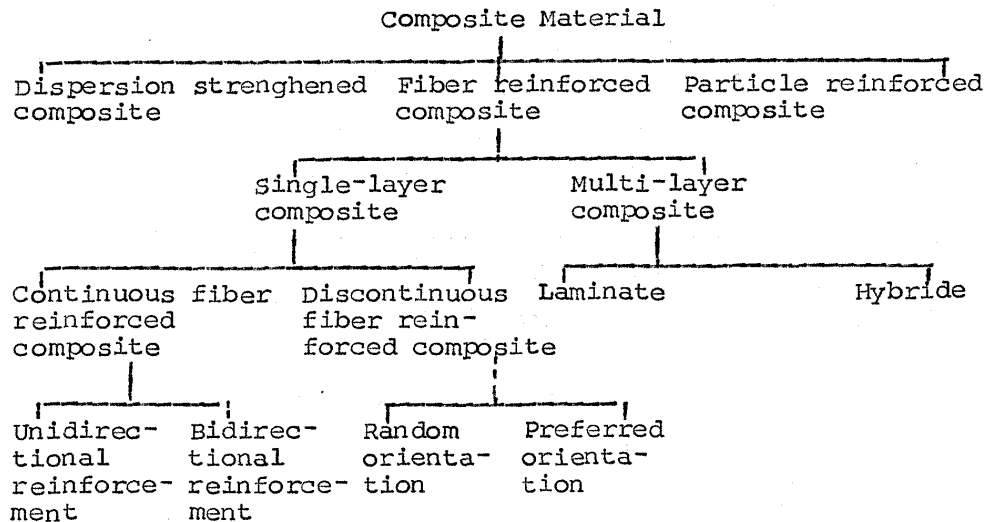 Composite Material
Dispersion strenghened
composite
Fiber reinforced
composite
Particle reinforced
composite
Single-layer
composite
Multi-layer
composite
Continuous fiber
reinforced
composite
Discontinuous
fiber rein-
forced composite
Laminate
Hybride
Unidirec-
tional
reinforce-
ment
Bidirec-
tional
reinforce-
ment
Random
orienta-
tion
Preferred
orienta-
tion